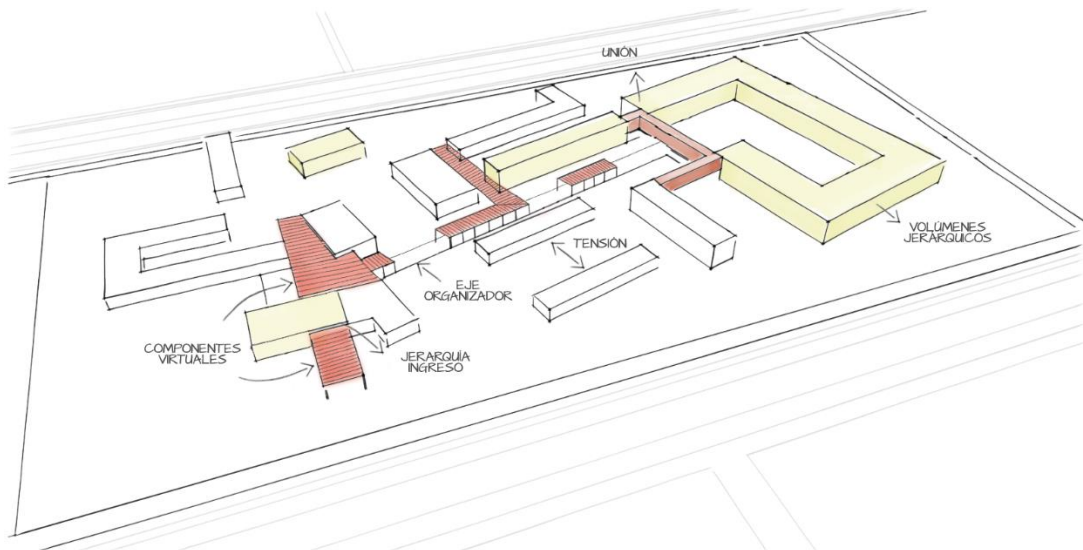 UNIÓN
VOLÚMENES
JERÁRQUICOS
TENSIÓN
EJE
ORGANIZADOR
COMPONENTES
VIRTUALES
JERARQUÍA
INGRESO